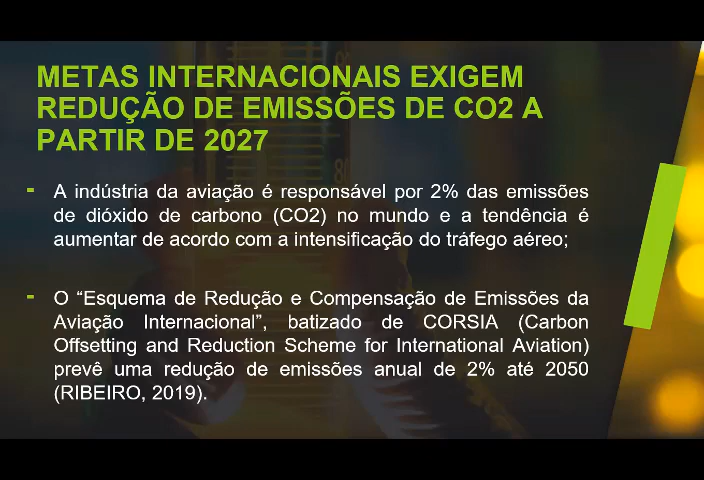 METAS INTERNACIONAIS EXIGEM
REDUÇÃO DE EMISSÕES DE CO2 A
PARTIR DE 2027
- A indústria da aviação é responsável por 2% das emissões
de dióxido de carbono (CO2) no mundo e a tendência é
aumentar de acordo com a intensificação do tráfego aéreo;
- O “Esquema de Redução e Compensação de Emissões da
Aviação Internacional”, batizado de CORSIA (Carbon
Offsetting and Reduction Scheme for International Aviation)
prevê uma redução de emissões anual de 2% até 2050
(RIBEIRO, 2019).